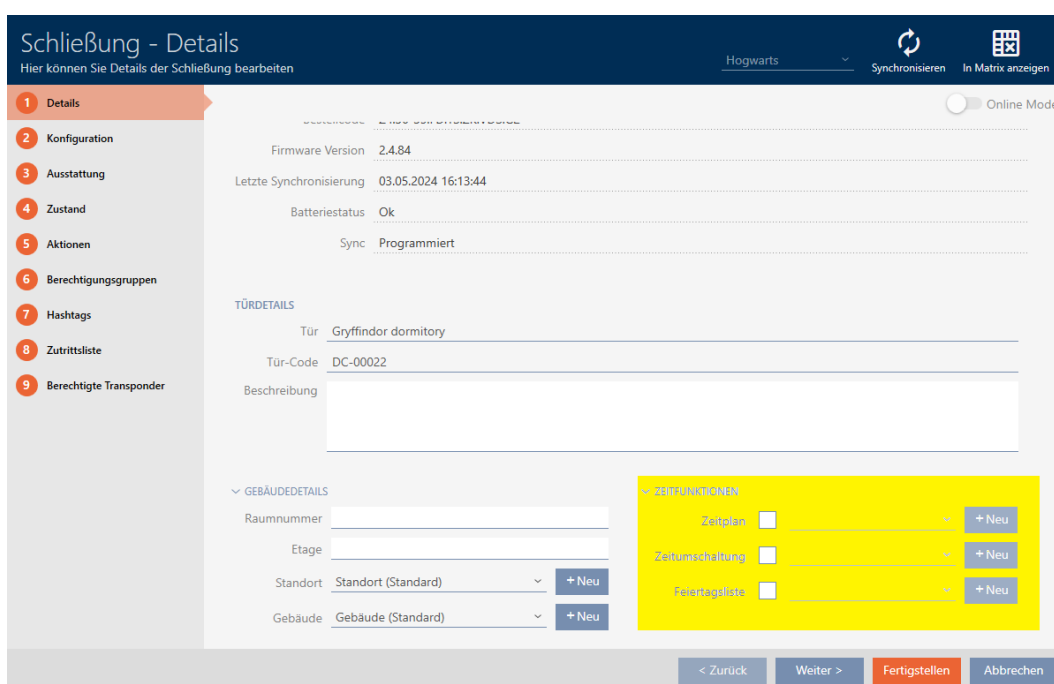 Schließung - Details
Hier können Sie Details der Schließung bearbeiten
Hogwarts
Synchronisieren
In Matrix anzeigen
1 Details
2 Konfiguration
3 Ausstattung
4 Zustand
5 Aktionen
6 Berechtigungsgruppen
7 Hashtags
8 Zutrittsliste
9 Berechtigte Transponder
Online Mode
Firmware Version 2.4.84
Letzte Synchronisierung 03.05.2024 16:13:44
Batteriestatus Ok
Sync Programmiert
TÜRDETAILS
Tür Gryffindor dormitory
Tür-Code DC-00022
Beschreibung
GEBÄUDEDETAILS
Raumnummer
Etage
Standort Standort (Standard) + Neu
Gebäude Gebäude (Standard) + Neu
ZEITFUNKTIONEN
Zeitplan + Neu
Zeitumschaltung + Neu
Feiertagsliste + Neu
< Zurück
Weiter >
Fertigstellen
Abbrechen